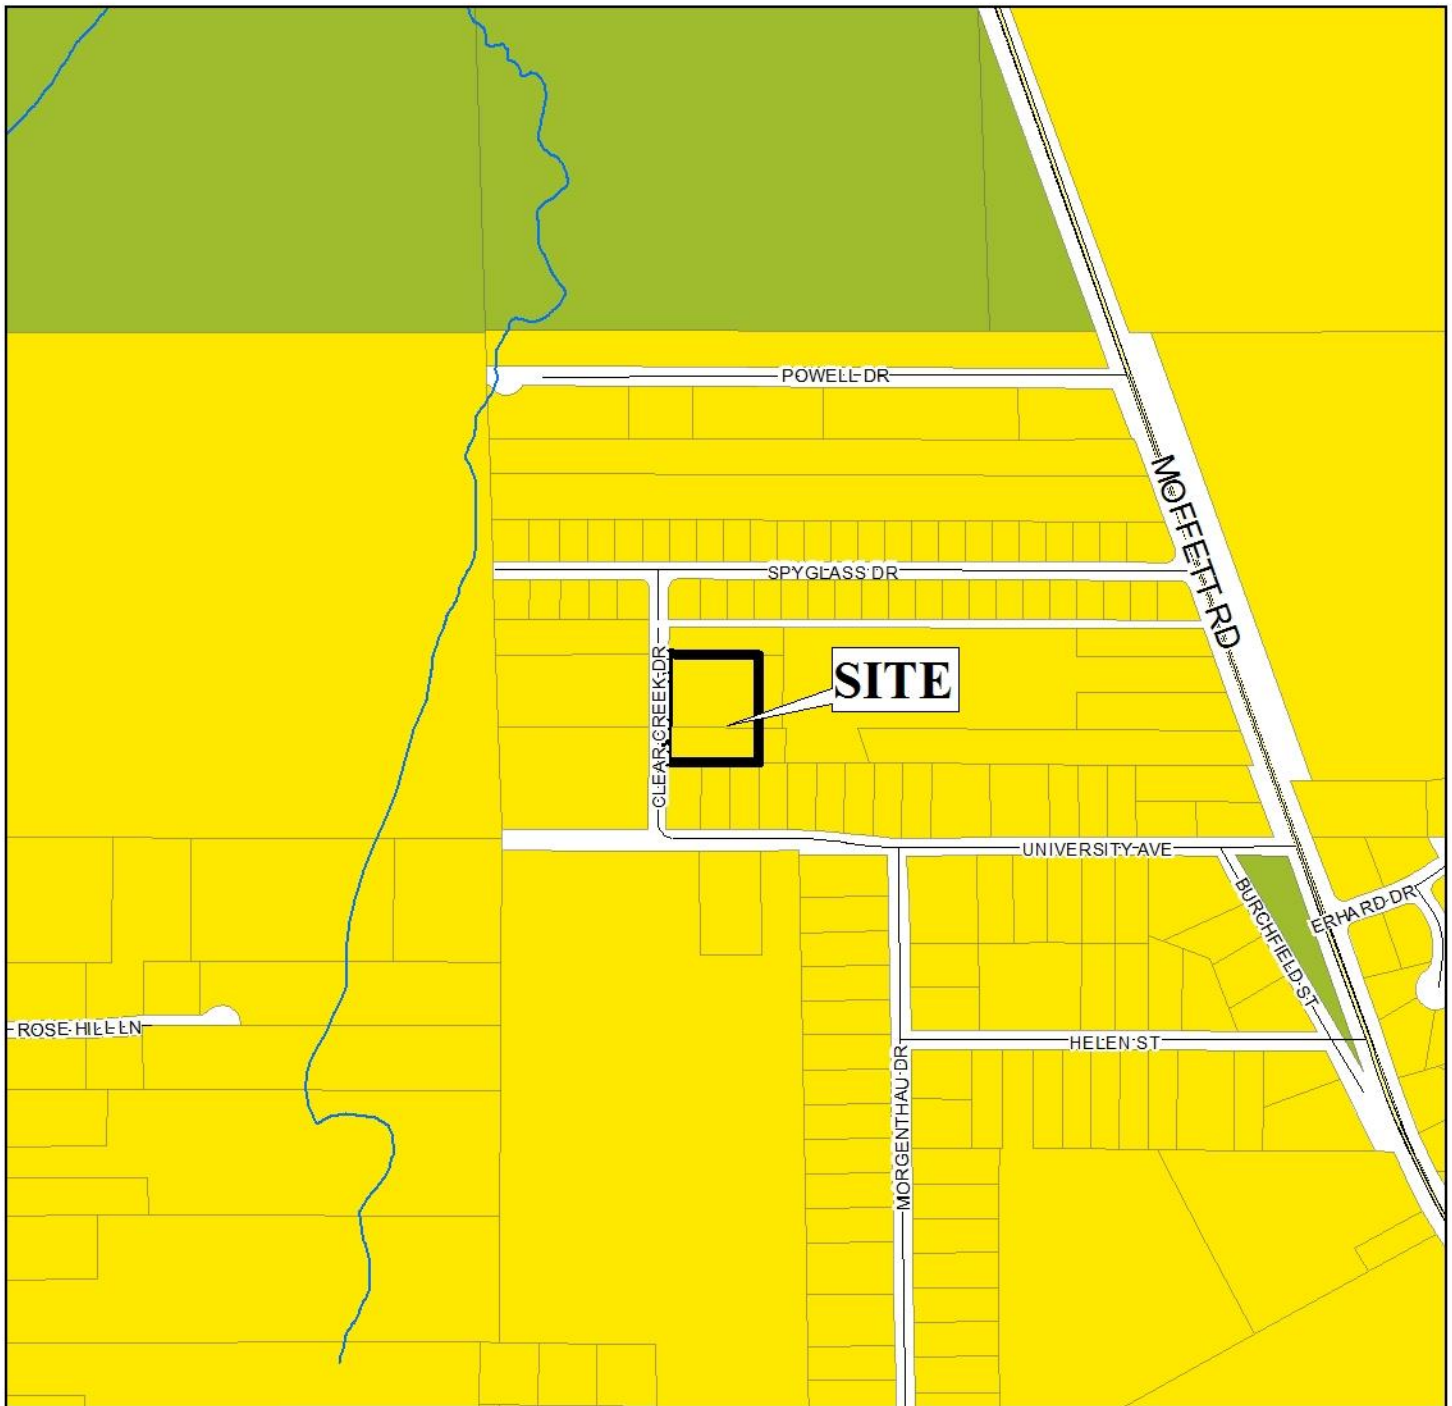 POWELL DR
MOFFETT RD
SPYGLASS DR
CLEAR CREEK DR
SITE
UNIVERSITY AVE
BURCHFIELD ST
ERHARD DR
ROSE HILL LN
HELEN ST
MORGENTHAU DR